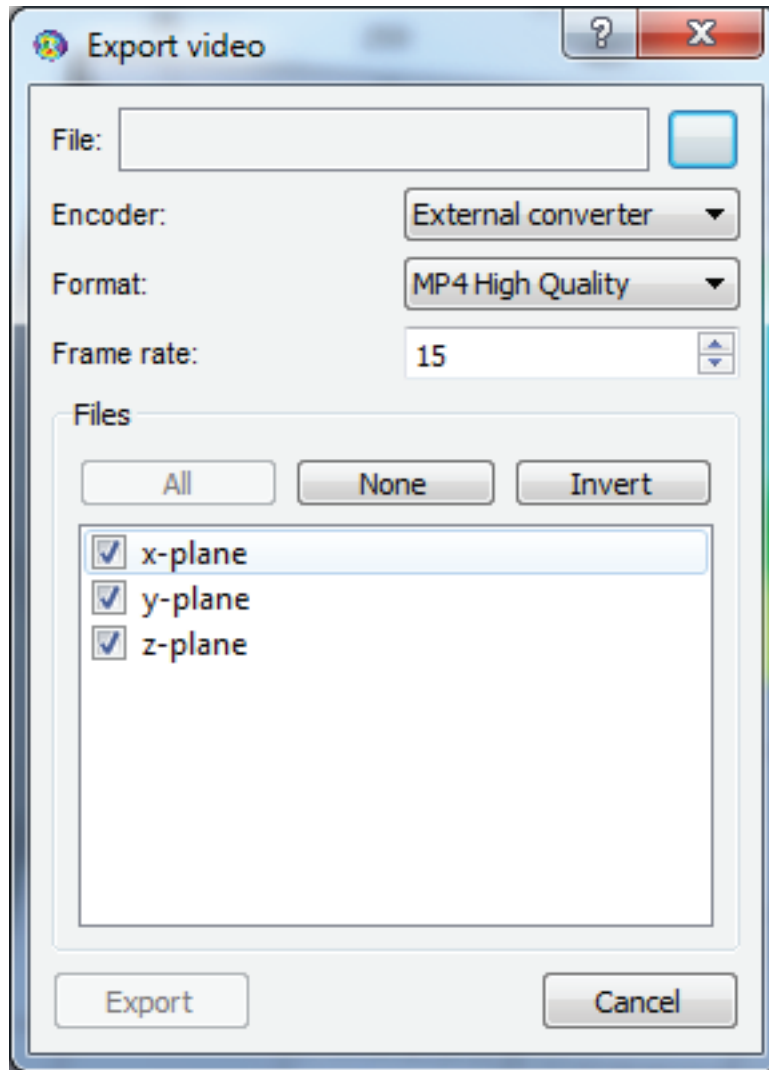 Export video
File:
Encoder: External converter
Format: MP4 High Quality
Frame rate: 15
Files
All None Invert
x-plane
y-plane
z-plane
Export Cancel